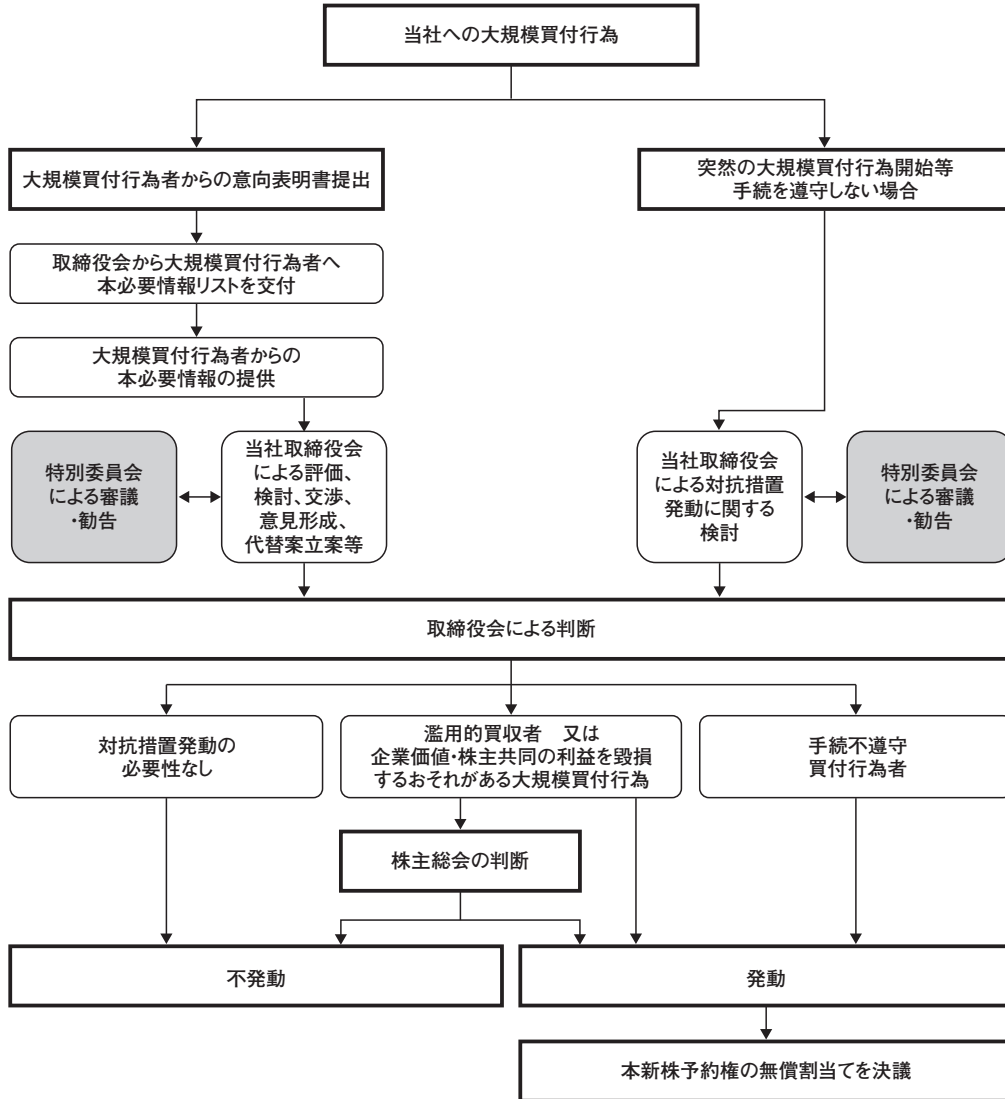 当社への大規模買付行為
大規模買付行為者からの意向表明書提出
突然の大規模買付行為開始等
手続を遵守しない場合
取締役会から大規模買付行為者へ
本必要情報リストを交付
大規模買付行為者からの
本必要情報の提供
特別委員会
による審議
・勧告
当社取締役会
による評価、
検討、交渉、
意見形成、
代替案立案等
当社取締役会
による対抗措置
発動に関する
検討
特別委員会
による審議
・勧告
取締役会による判断
対抗措置発動の
必要性なし
濫用的買収者　又は
企業価値・株主共同の利益を毀損
するおそれがある大規模買付行為
手続不遵守
買付行為者
株主総会の判断
不発動
発動
本新株予約権の無償割当てを決議